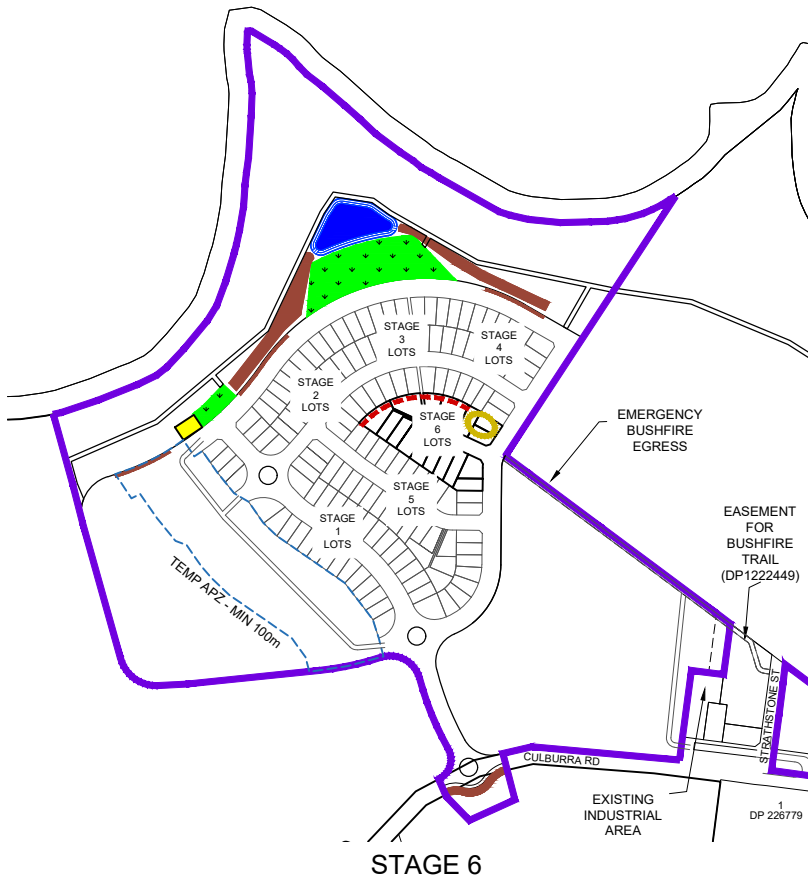 STAGE
3
LOTS
STAGE
4
LOTS
STAGE
2
LOTS
STAGE
6
LOTS
EMERGENCY
BUSHFIRE
EGRESS
STAGE
5
LOTS
STAGE
1
LOTS
EASEMENT
FOR
BUSHFIRE
TRAIL
(DP1222449)
TEMP APZ - MIN 100m
STRATHSTONE ST
CULBURRA RD
EXISTING
INDUSTRIAL
AREA
1
DP 226779
STAGE 6